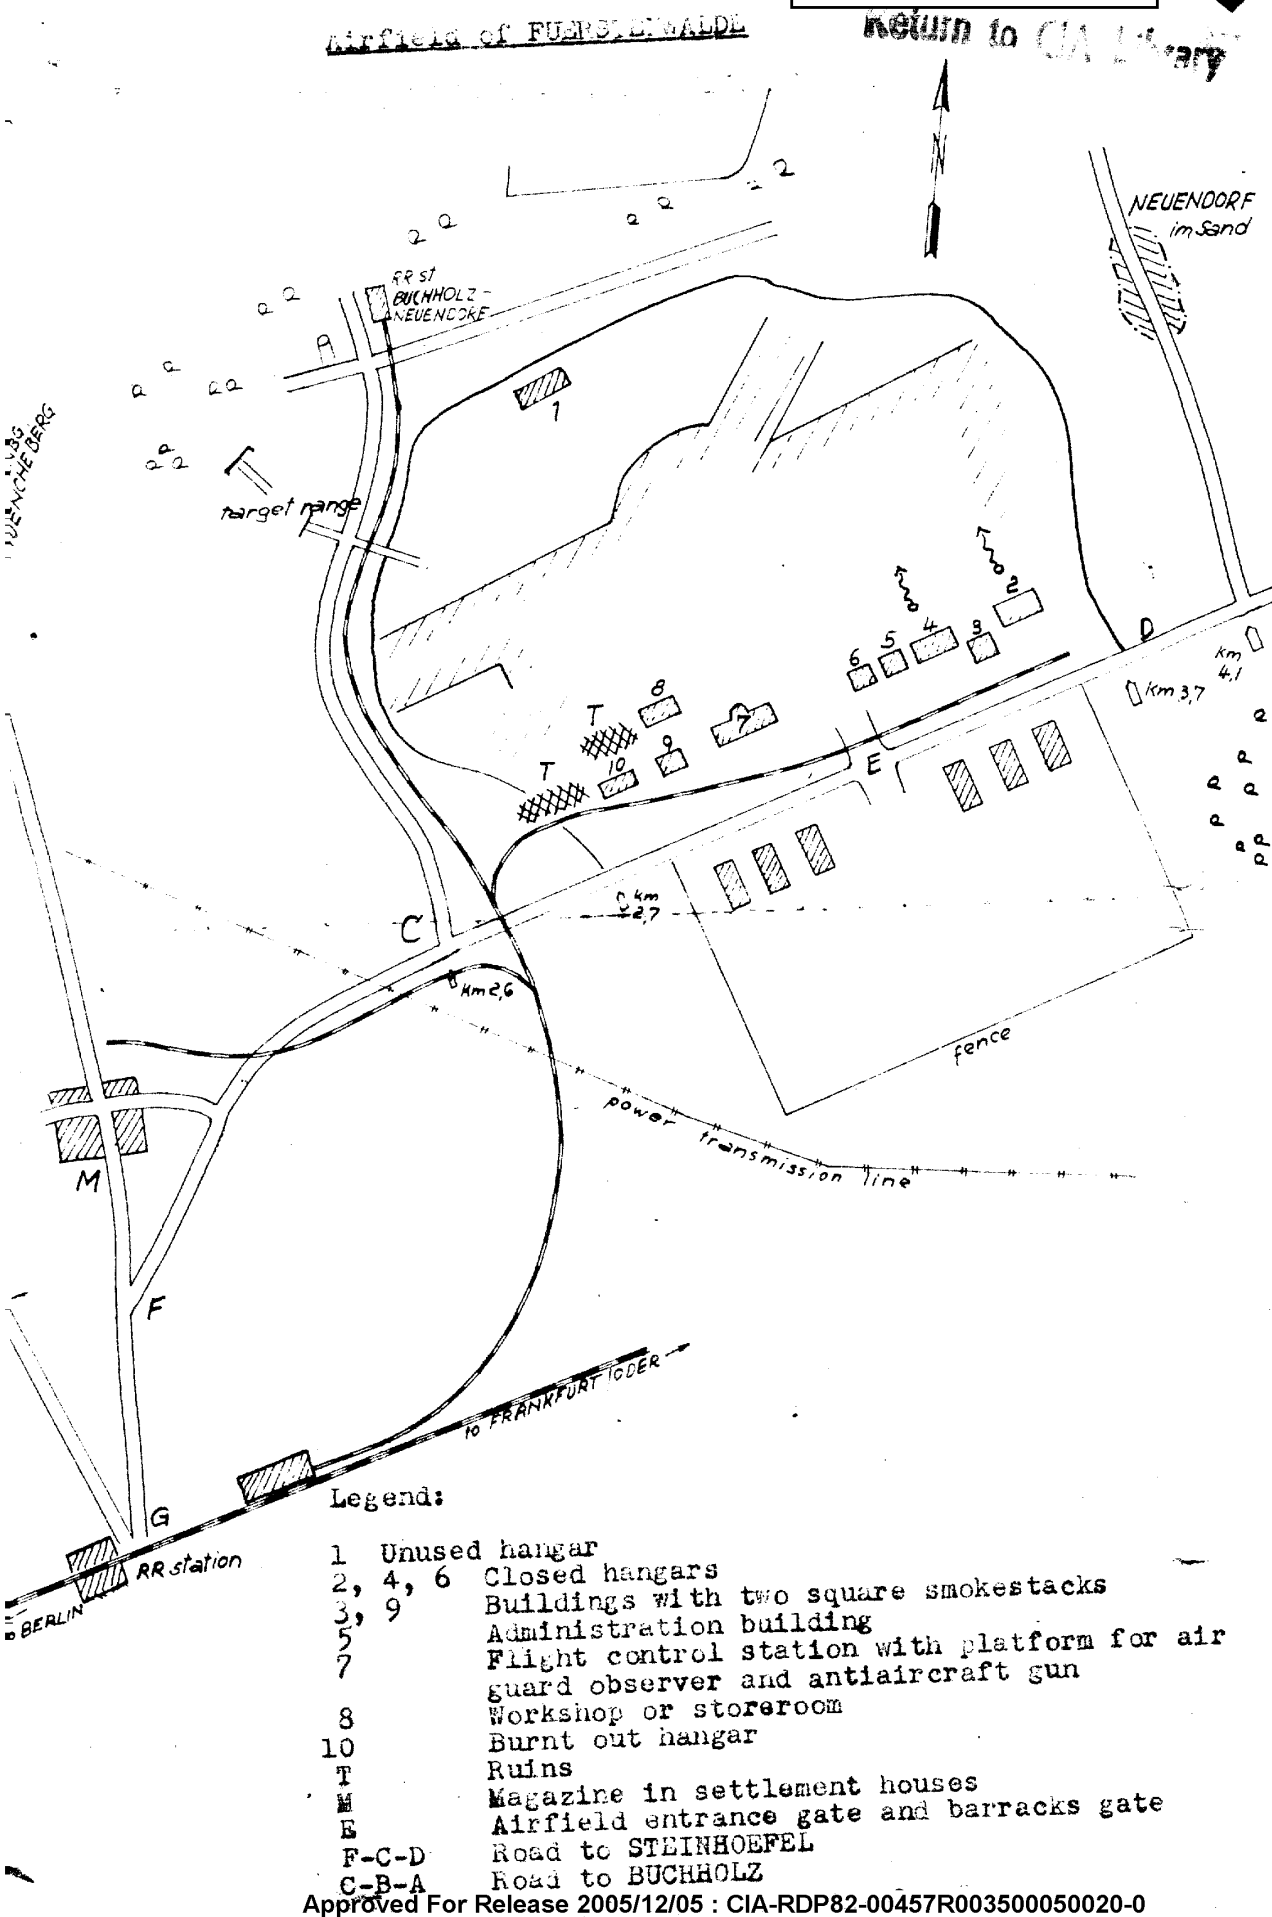 Airfield of FUERSTENWALDE
Return to CIA Library
N
NEUENDORF
im Sand
RR st
BUCHHOLZ -
NEUENDORF
A
1
target range
2
3
4
5
6
D
km
4,1
km 3,7
8
T
7
9
10
T
E
C
km
2,7
km 2,6
fence
power transmission line
M
F
to FRANKFURT / ODER
G
RR station
BERLIN
Legend:
1 Unused hangar
2, 4, 6 Closed hangars
3, 9 Buildings with two square smokestacks
5 Administration building
7 Flight control station with platform for air
guard observer and antiaircraft gun
8 Workshop or storeroom
10 Burnt out hangar
T Ruins
M Magazine in settlement houses
E Airfield entrance gate and barracks gate
F-C-D Road to STEINHOEFEL
C-B-A Road to BUCHHOLZ
Approved For Release 2005/12/05 : CIA-RDP82-00457R003500050020-0